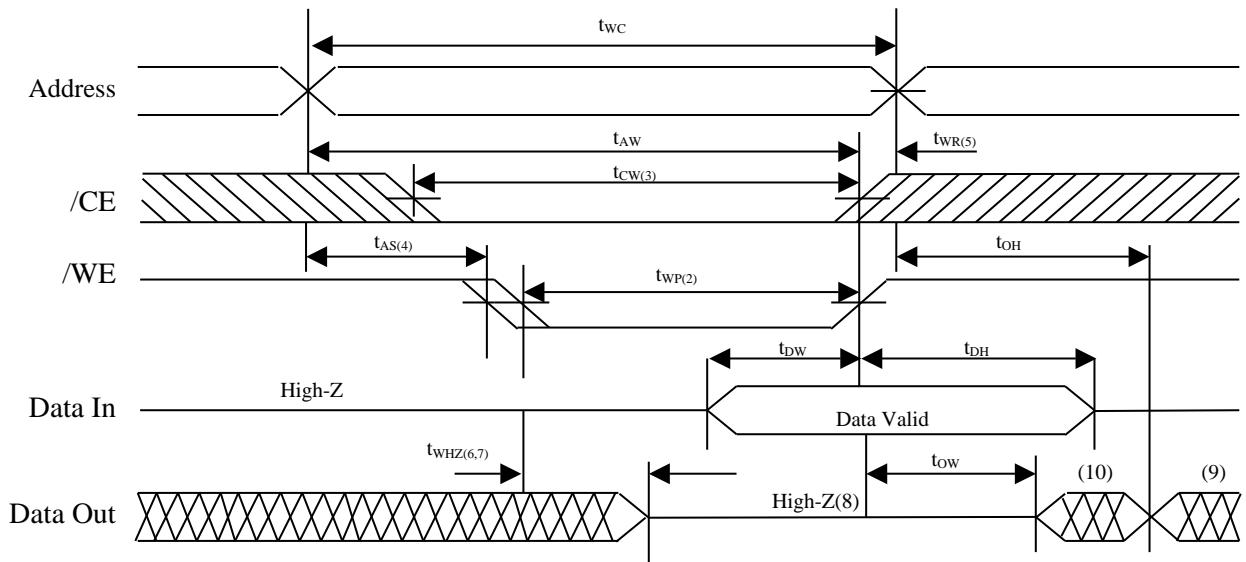 tWC
Address
tAW
tWR(5)
tCW(3)
/CE
tAS(4)
tOH
/WE
tWP(2)
tDW
tDH
High-Z
Data In
Data Valid
tWHZ(6,7)
tOW
(10)
(9)
Data Out
High-Z(8)